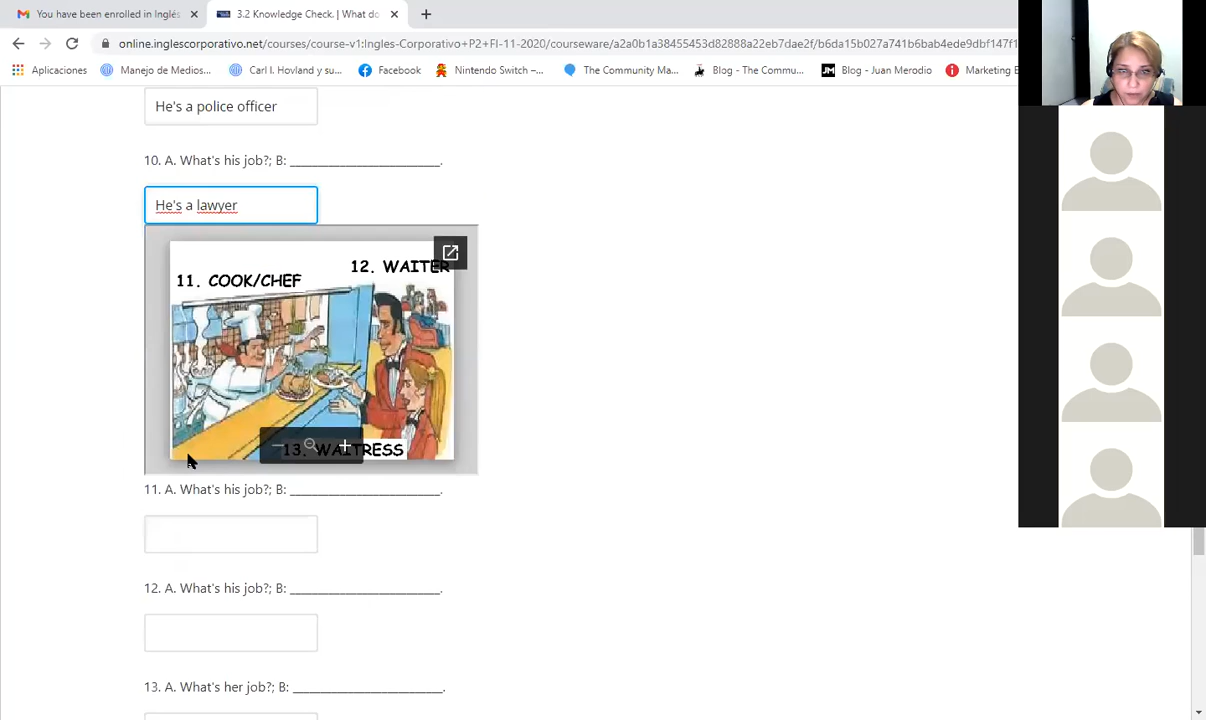 You have been enrolled in Inglés
3.2 Knowledge Check. | What do
online.inglescorporativo.net/courses/course-v1:Ingles-Corporativo+P2+FI-11-2020/courseware/a2a0b1a38455453d82888a22eb7dae2f/b6da15b027a741b6bab4ede9dbf147f1
Aplicaciones
Manejo de Medios...
Carl I. Hovland y su...
Facebook
Nintendo Switch –...
The Community Ma...
Blog - The Commu...
JM
Blog - Juan Merodio
Marketing E
He's a police officer
10. A. What's his job?; B: ______________________.
He's a lawyer
12. WAITER
11. COOK/CHEF
13. WAITRESS
11. A. What's his job?; B: ______________________.
12. A. What's his job?; B: ______________________.
13. A. What's her job?; B: ______________________.